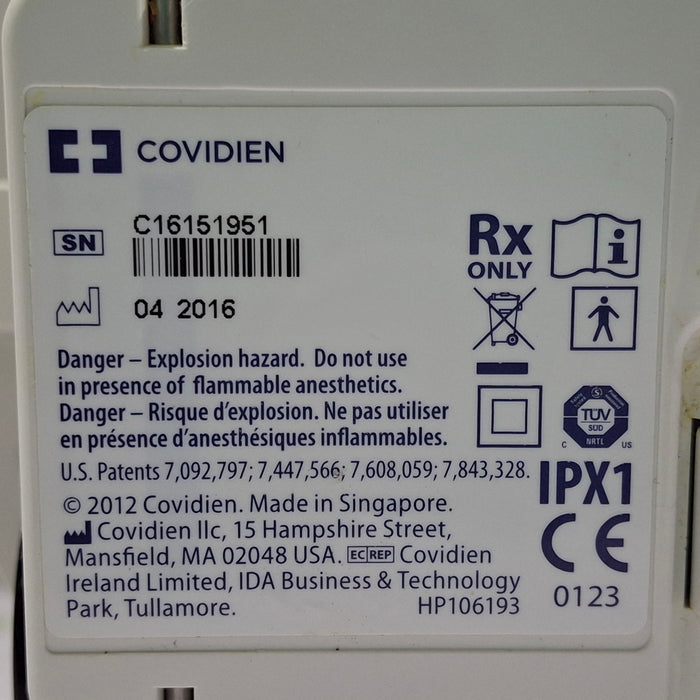 COVIDIEN
SN
C16151951
04 2016
Rx
ONLY
i
Danger – Explosion hazard. Do not use
in presence of flammable anesthetics.
Danger – Risque d’explosion. Ne pas utiliser
en présence d’anesthésiques inflammables.
TÜV
SÜD
NRTL
C US
U.S. Patents 7,092,797; 7,447,566; 7,608,059; 7,843,328.
IPX1
© 2012 Covidien. Made in Singapore.
Covidien llc, 15 Hampshire Street,
Mansfield, MA 02048 USA. EC REP Covidien
Ireland Limited, IDA Business & Technology
Park, Tullamore. HP106193
CE
0123